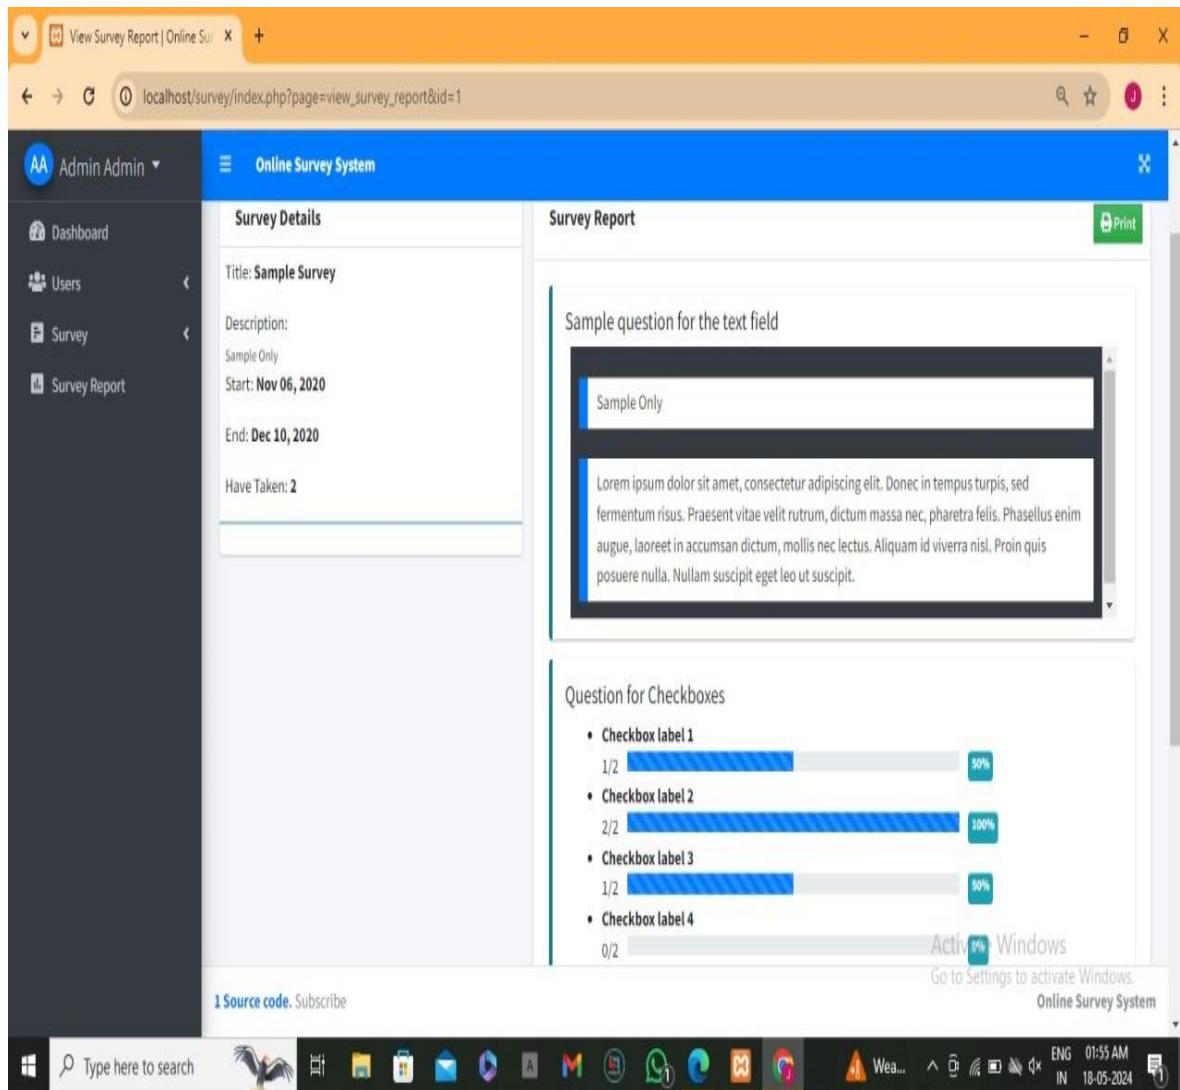 View Survey Report | Online Sur
localhost/survey/index.php?page=view_survey_report&id=1
J
AA Admin Admin
Online Survey System
Dashboard
Users
Survey
Survey Report
Survey Details
Title: Sample Survey
Description:
Sample Only
Start: Nov 06, 2020
End: Dec 10, 2020
Have Taken: 2
Survey Report
Print
Sample question for the text field
Sample Only
Lorem ipsum dolor sit amet, consectetur adipiscing elit. Donec in tempus turpis, sed
fermentum risus. Praesent vitae velit rutrum, dictum massa nec, pharetra felis. Phasellus enim
augue, laoreet in accumsan dictum, mollis nec lectus. Aliquam id viverra nisl. Proin quis
posuere nulla. Nullam suscipit eget leo ut suscipit.
Question for Checkboxes
Checkbox label 1
1/2 50%
Checkbox label 2
2/2 100%
Checkbox label 3
1/2 50%
Checkbox label 4
0/2 0%
Activate Windows
Go to Settings to activate Windows.
1 Source code. Subscribe
Online Survey System
Type here to search
Wea...
ENG 01:55 AM
IN 18-05-2024